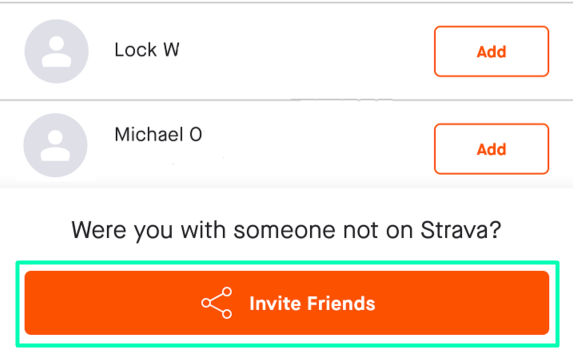 Lock W
Add
Michael O
Add
Were you with someone not on Strava?
Invite Friends